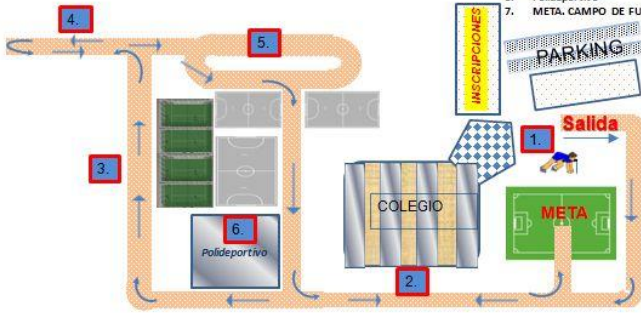 4.
5.
INSCRIPCIONES
7. META. CAMPO DE FU
PARKING
Salida
1.
3.
COLEGIO
META
6.
Polideportivo
2.